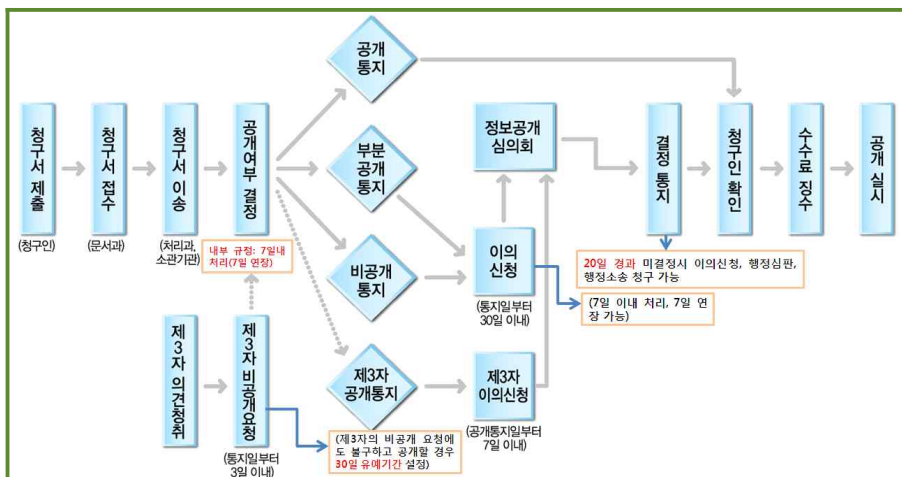 청구서 제출
(청구인)
청구서 접수
(문서과)
청구서 이송
(처리과,
소관기관)
공개여부 결정
내부 규정: 7일내
처리(7일 연장)
공개
통지
부분
공개
통지
비공개
통지
제3자
공개통지
제3자 의견청취
제3자 비공개요청
(통지일부터
3일 이내)
(제3자의 비공개 요청에
도 불구하고 공개할 경우
30일 유예기간 설정)
이의
신청
(통지일부터
30일 이내)
제3자
이의신청
(공개통지일부터
7일 이내)
정보공개
심의회
결정 통지
20일 경과 미결정시 이의신청, 행정심판,
행정소송 청구 가능
(7일 이내 처리, 7일 연
장 가능)
청구인 확인
수수료 징수
공개 실시